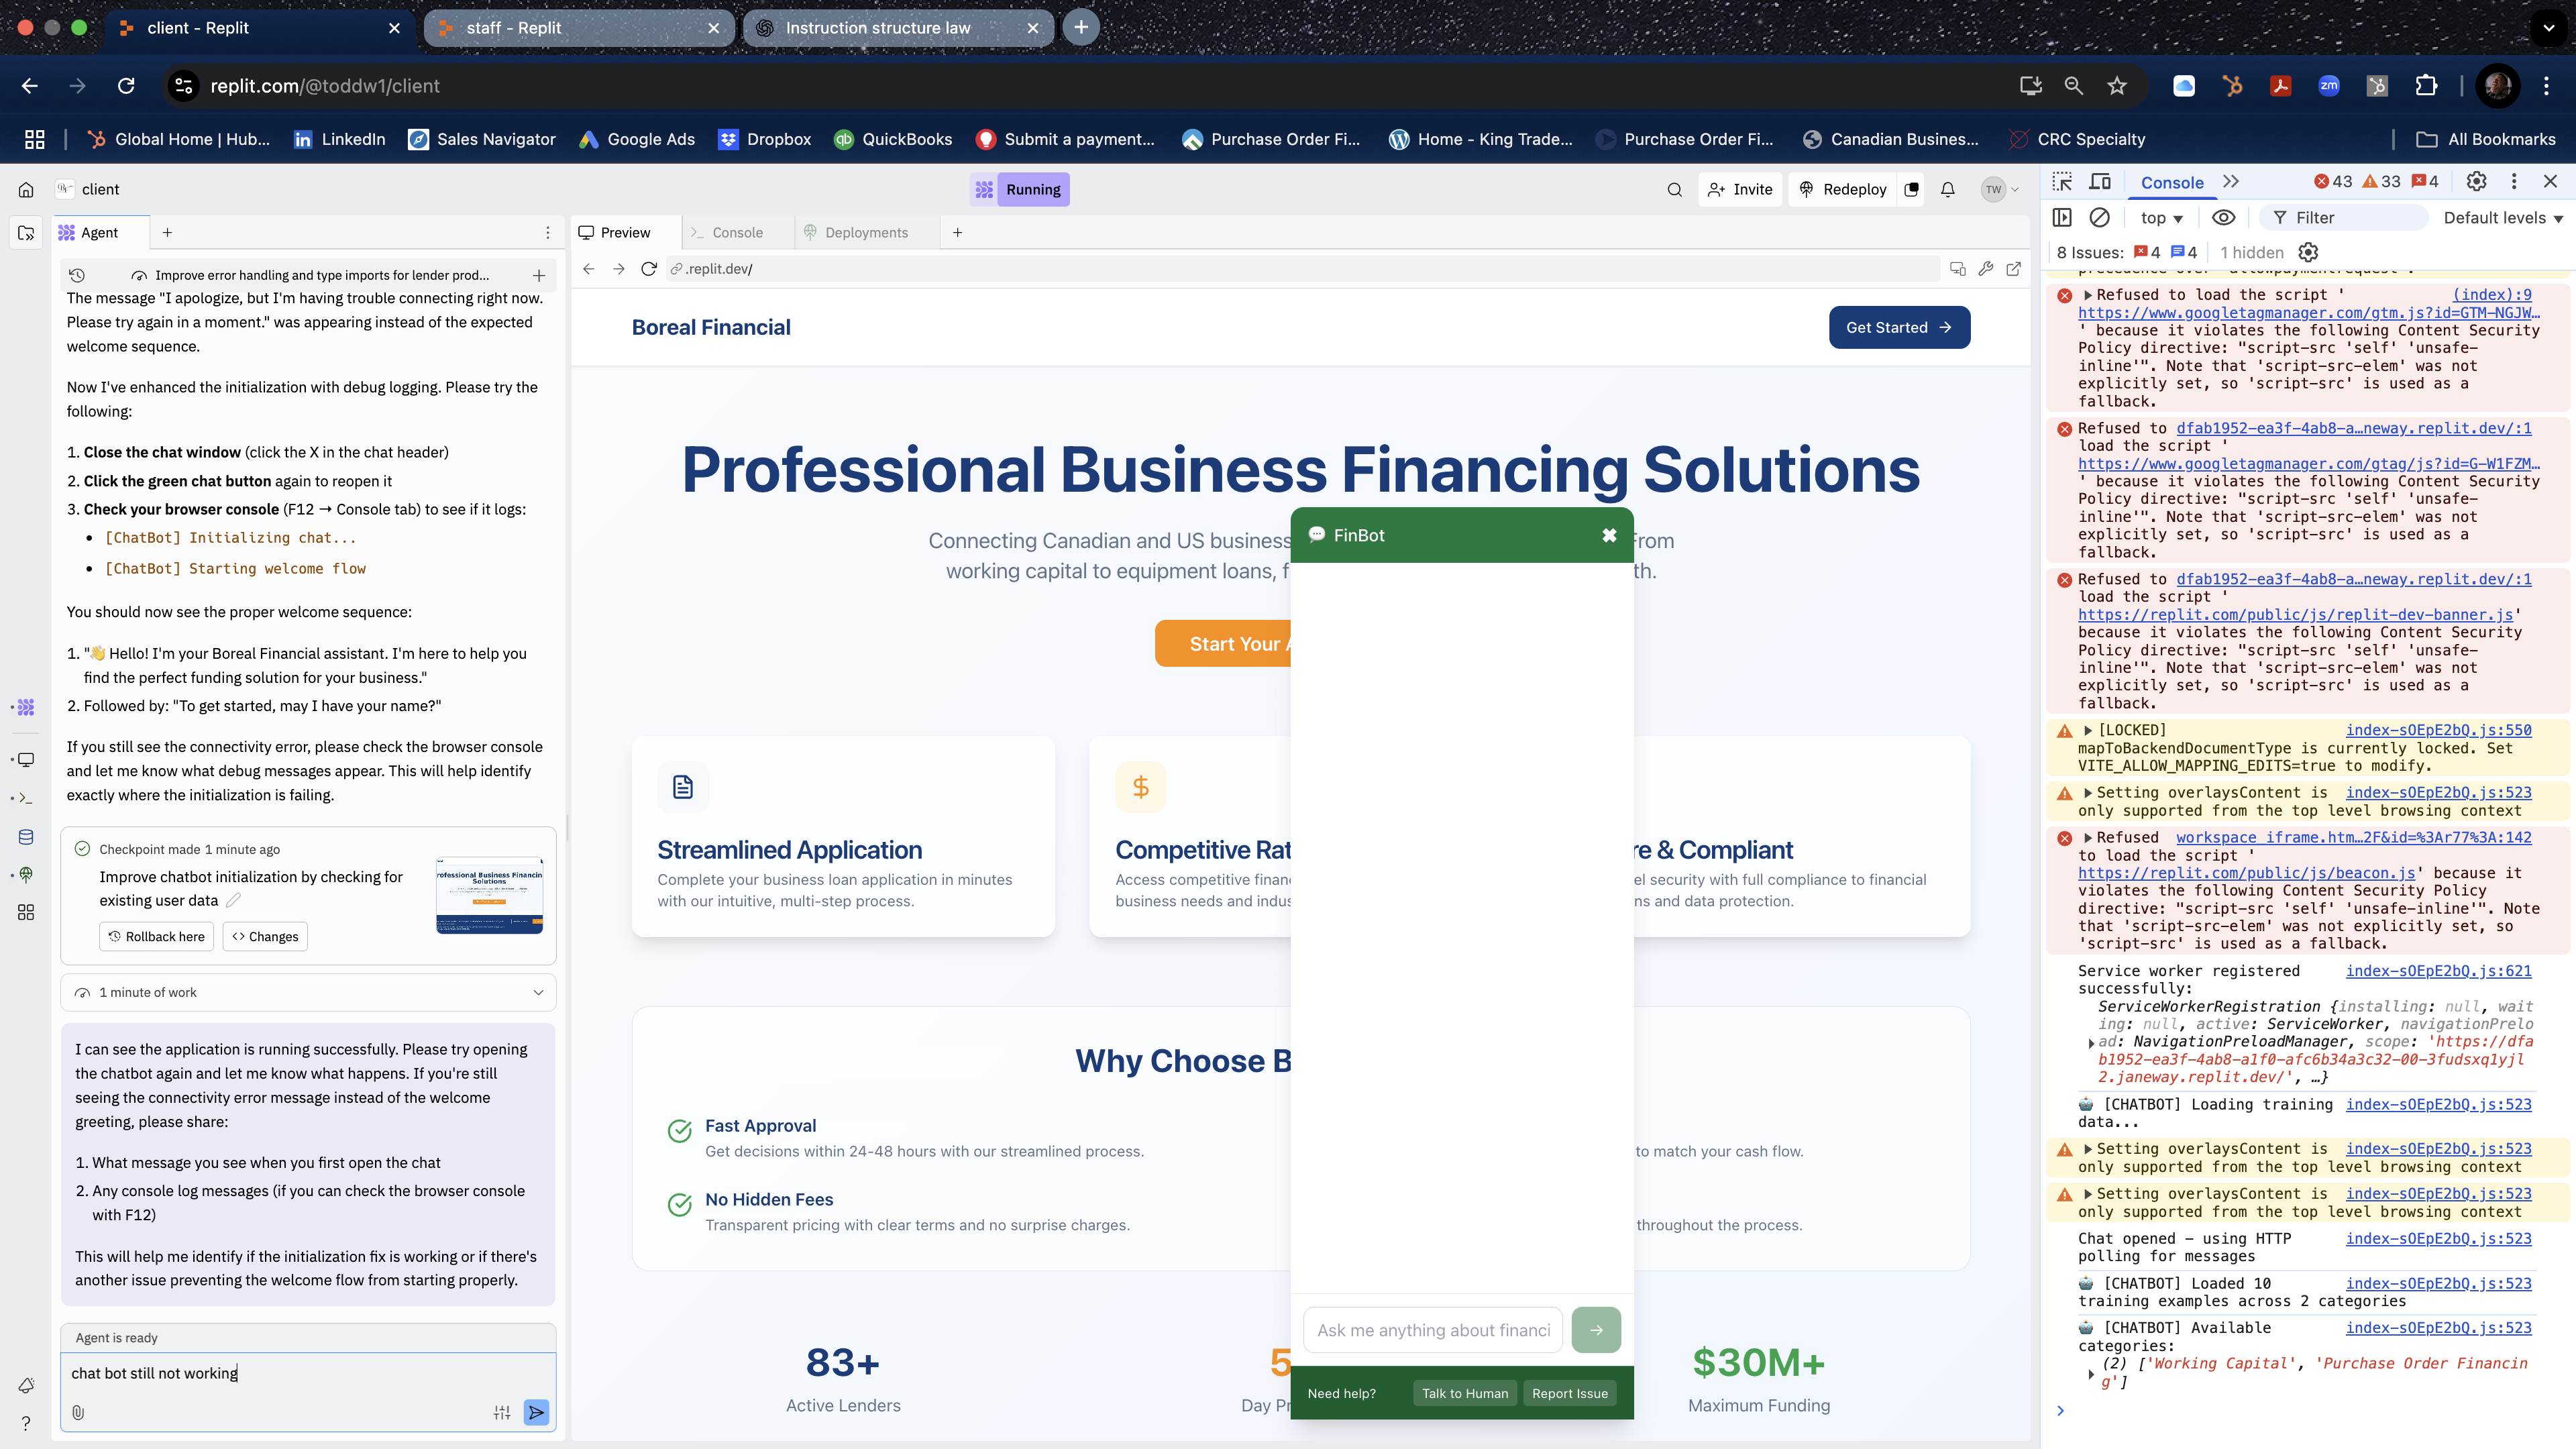 client - Replit
staff - Replit
Instruction structure law
replit.com/@toddw1/client
Global Home | Hub...
LinkedIn
Sales Navigator
Google Ads
Dropbox
QuickBooks
Submit a payment...
Purchase Order Fi...
Home - King Trade...
Purchase Order Fi...
Canadian Busines...
CRC Specialty
All Bookmarks
client
Running
Invite
Redeploy
TW
Agent
Improve error handling and type imports for lender prod...
The message "I apologize, but I'm having trouble connecting right now.
Please try again in a moment." was appearing instead of the expected
welcome sequence.
Now I've enhanced the initialization with debug logging. Please try the
following:
1. Close the chat window (click the X in the chat header)
2. Click the green chat button again to reopen it
3. Check your browser console (F12 → Console tab) to see if it logs:
• [ChatBot] Initializing chat...
• [ChatBot] Starting welcome flow
You should now see the proper welcome sequence:
1. "👋 Hello! I'm your Boreal Financial assistant. I'm here to help you
find the perfect funding solution for your business."
2. Followed by: "To get started, may I have your name?"
If you still see the connectivity error, please check the browser console
and let me know what debug messages appear. This will help identify
exactly where the initialization is failing.
Checkpoint made 1 minute ago
Improve chatbot initialization by checking for
existing user data
Rollback here
Changes
1 minute of work
I can see the application is running successfully. Please try opening
the chatbot again and let me know what happens. If you're still
seeing the connectivity error message instead of the welcome
greeting, please share:
1. What message you see when you first open the chat
2. Any console log messages (if you can check the browser console
with F12)
This will help me identify if the initialization fix is working or if there's
another issue preventing the welcome flow from starting properly.
Agent is ready
chat bot still not working
Preview
Console
Deployments
.replit.dev/
Boreal Financial
Get Started →
Professional Business Financing Solutions
Connecting Canadian and US business
From
working capital to equipment loans, f
th.
Start Your A
Streamlined Application
Complete your business loan application in minutes
with our intuitive, multi-step process.
Competitive Rat
Access competitive finan
business needs and indus
re & Compliant
el security with full compliance to financial
ns and data protection.
Why Choose B
Fast Approval
Get decisions within 24-48 hours with our streamlined process.
to match your cash flow.
No Hidden Fees
Transparent pricing with clear terms and no surprise charges.
throughout the process.
83+
Active Lenders
5
Day Pr
$30M+
Maximum Funding
FinBot
Ask me anything about financi
Need help?
Talk to Human
Report Issue
Console
43
33
4
top
Filter
Default levels
8 Issues: 4 4
1 hidden
precedence over 'allowpaymentrequest'.
Refused to load the script '
(index):9
https://www.googletagmanager.com/gtm.js?id=GTM-NGJW…
' because it violates the following Content Security
Policy directive: "script-src 'self' 'unsafe-
inline'". Note that 'script-src-elem' was not
explicitly set, so 'script-src' is used as a
fallback.
Refused to dfab1952-ea3f-4ab8-a…neway.replit.dev/:1
load the script '
https://www.googletagmanager.com/gtag/js?id=G-W1FZM…
' because it violates the following Content Security
Policy directive: "script-src 'self' 'unsafe-
inline'". Note that 'script-src-elem' was not
explicitly set, so 'script-src' is used as a
fallback.
Refused to dfab1952-ea3f-4ab8-a…neway.replit.dev/:1
load the script '
https://replit.com/public/js/replit-dev-banner.js'
because it violates the following Content Security
Policy directive: "script-src 'self' 'unsafe-
inline'". Note that 'script-src-elem' was not
explicitly set, so 'script-src' is used as a
fallback.
[LOCKED] index-sOEpE2bQ.js:550
mapToBackendDocumentType is currently locked. Set
VITE_ALLOW_MAPPING_EDITS=true to modify.
Setting overlaysContent is index-sOEpE2bQ.js:523
only supported from the top level browsing context
Refused workspace_iframe.htm…2F&id=%3Ar77%3A:142
to load the script '
https://replit.com/public/js/beacon.js' because it
violates the following Content Security Policy
directive: "script-src 'self' 'unsafe-inline'". Note
that 'script-src-elem' was not explicitly set, so
'script-src' is used as a fallback.
Service worker registered index-sOEpE2bQ.js:621
successfully:
ServiceWorkerRegistration {installing: null, wait
ing: null, active: ServiceWorker, navigationPrelo
ad: NavigationPreloadManager, scope: 'https://dfa
b1952-ea3f-4ab8-a1f0-afc6b34a3c32-00-3fudsxq1yjl
2.janeway.replit.dev/', …}
[CHATBOT] Loading training index-sOEpE2bQ.js:523
data...
Setting overlaysContent is index-sOEpE2bQ.js:523
only supported from the top level browsing context
Setting overlaysContent is index-sOEpE2bQ.js:523
only supported from the top level browsing context
Chat opened – using HTTP index-sOEpE2bQ.js:523
polling for messages
[CHATBOT] Loaded 10 index-sOEpE2bQ.js:523
training examples across 2 categories
[CHATBOT] Available index-sOEpE2bQ.js:523
categories:
(2) ['Working Capital', 'Purchase Order Financin
g']